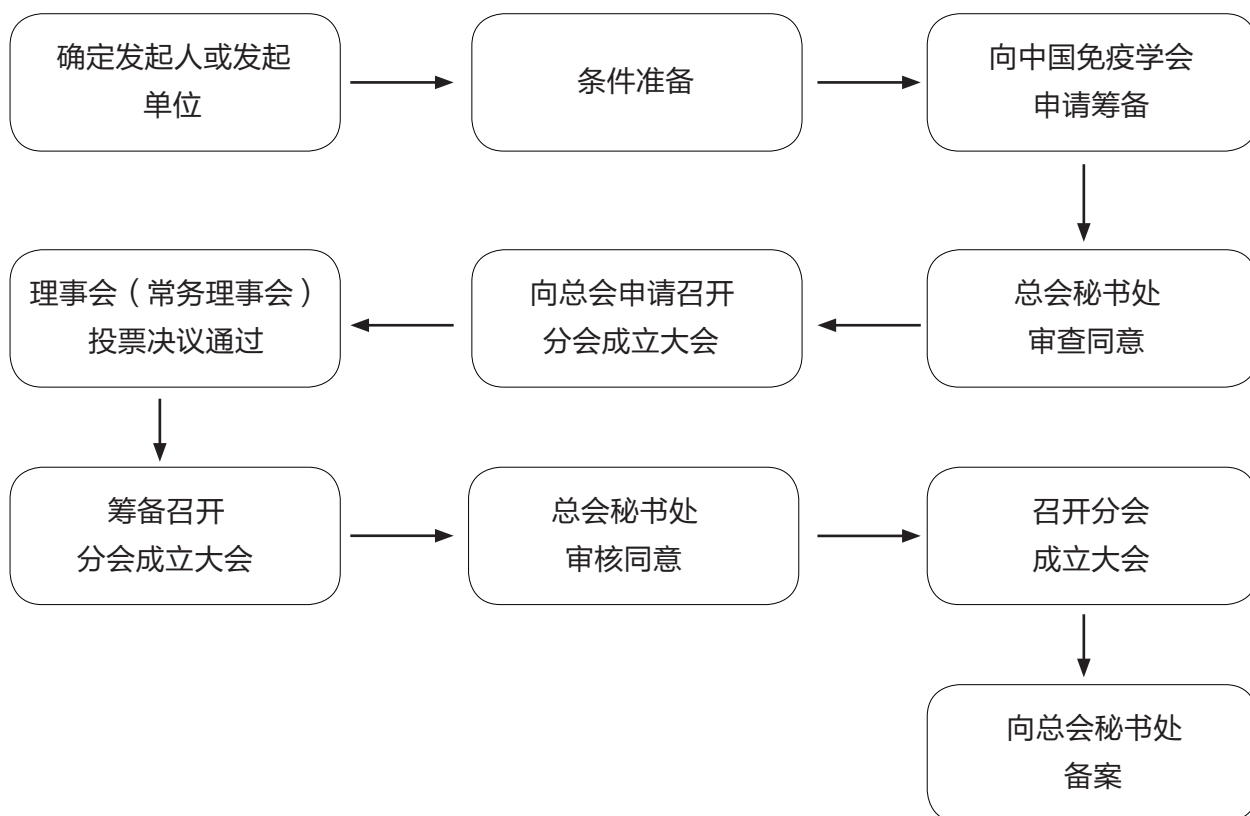 确定发起人或发起
单位
条件准备
向中国免疫学会
申请筹备
总会秘书处
审查同意
向总会申请召开
分会成立大会
理事会（常务理事会）
投票决议通过
筹备召开
分会成立大会
总会秘书处
审核同意
召开分会
成立大会
向总会秘书处
备案